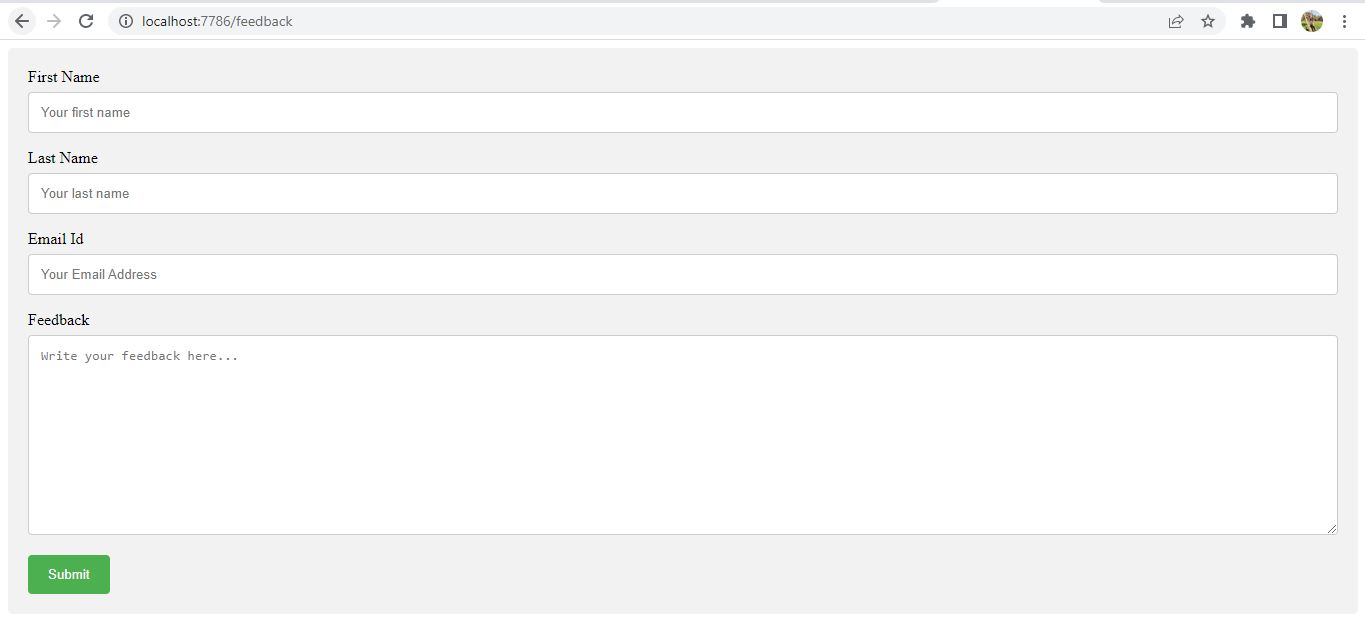 localhost:7786/feedback
First Name
Your first name
Last Name
Your last name
Email Id
Your Email Address
Feedback
Write your feedback here...
Submit